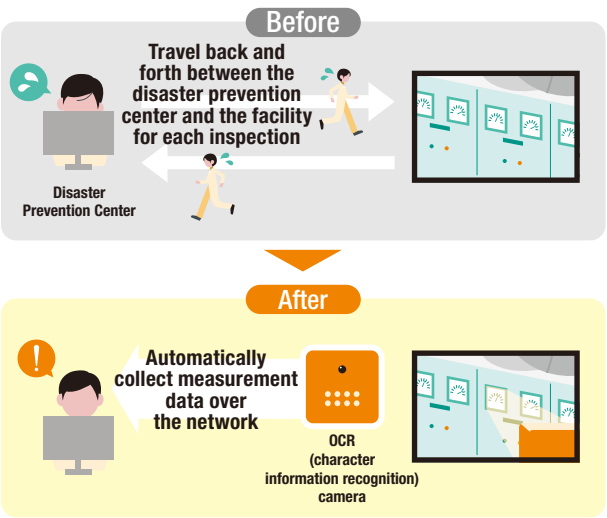 Before
Travel back and
forth between the
disaster prevention
center and the facility
for each inspection
Disaster
Prevention Center
After
Automatically
collect measurement
data over
the network
OCR
(character
information recognition)
camera